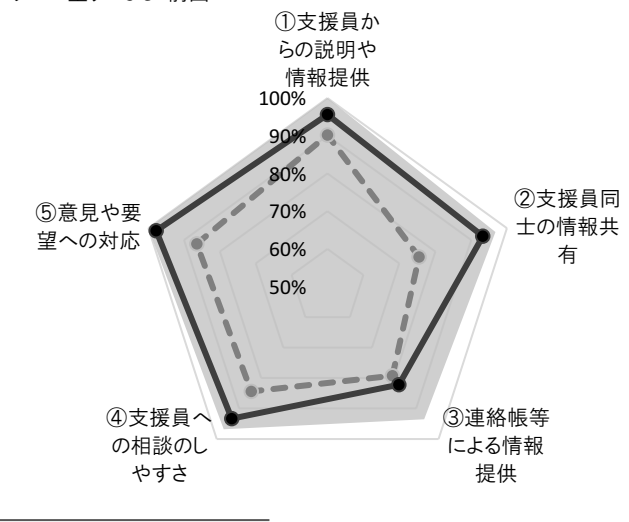 ①支援員か
らの説明や
情報提供
100%
90%
80%
70%
60%
50%
②支援員同
士の情報共
有
③連絡帳等
による情報
提供
④支援員へ
の相談のし
やすさ
⑤意見や要
望への対応